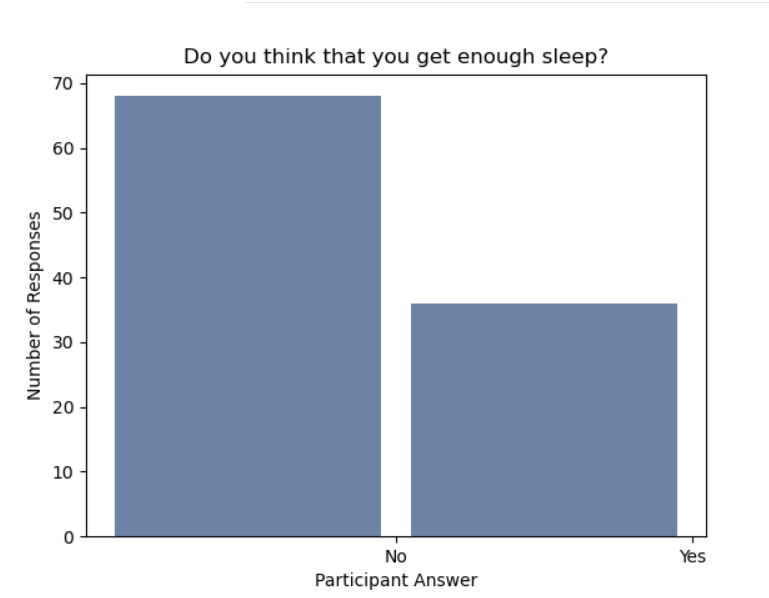 Do you think that you get enough sleep?
70
60
50
40
30
20
10
0
Number of Responses
No
Yes
Participant Answer